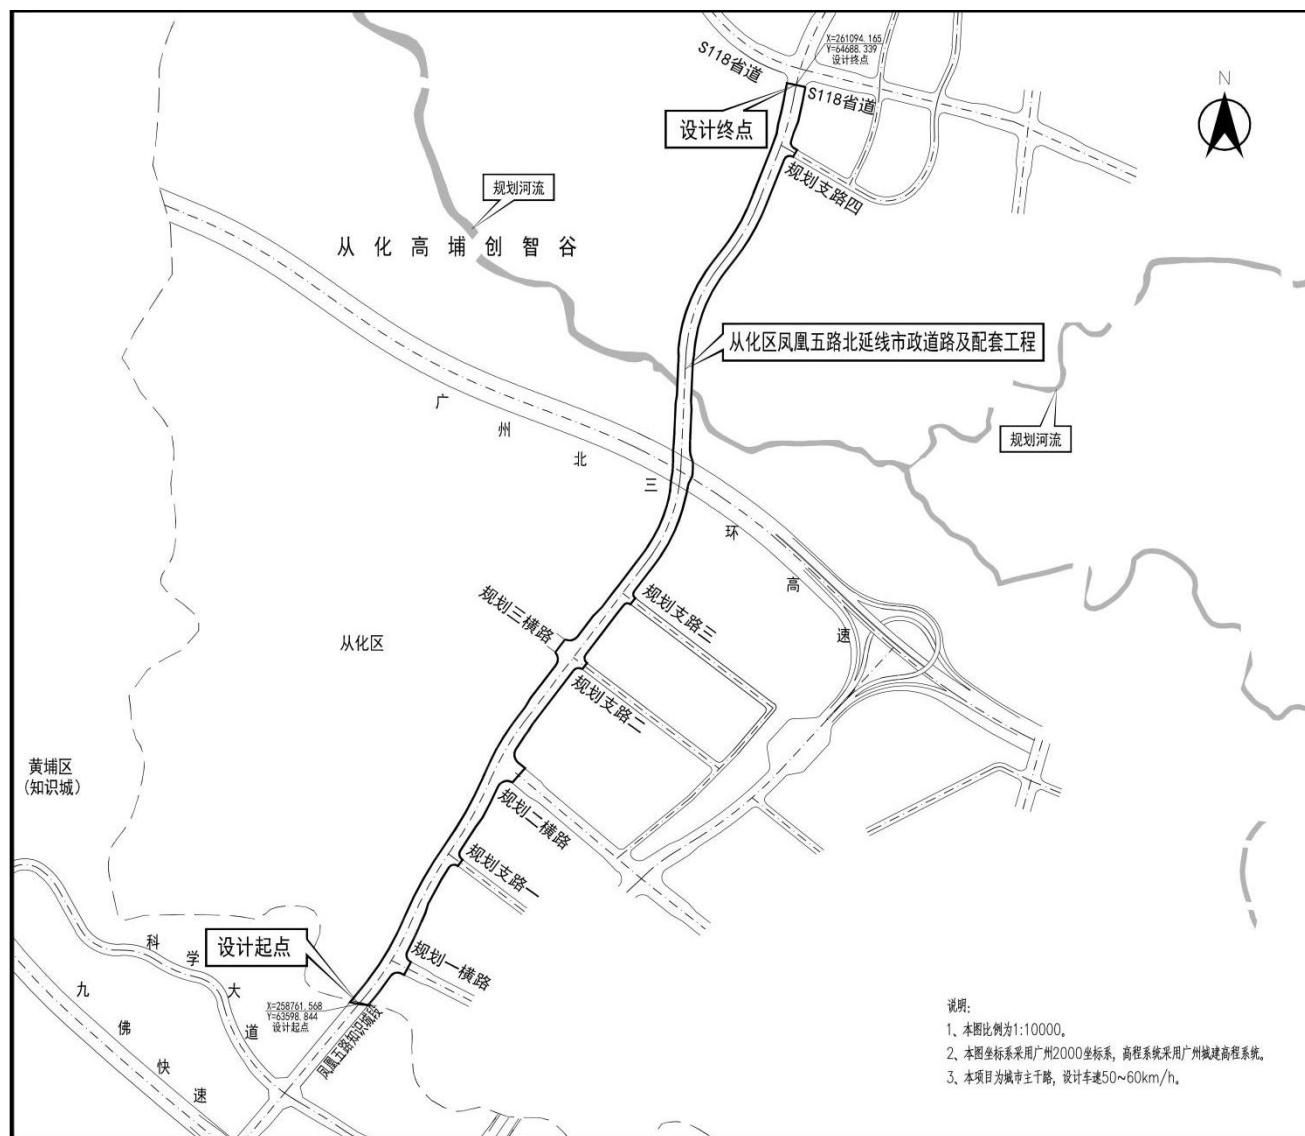 X=261094.165
Y=64688.339
设计终点
S118省道
S118省道
N
设计终点
规划支路四
规划河流
从化高埔创智谷
从化区凤凰五路北延线市政道路及配套工程
规划河流
广州北三环高速
规划支路三
规划三横路
从化区
规划支路二
黄埔区
(知识城)
规划二横路
规划支路一
设计起点
规划一横路
科学大道
九佛快速
X=258761.568
Y=63598.844
设计起点
凤凰五路知识城段
说明:
1、本图比例为1:10000。
2、本图坐标系采用广州2000坐标系, 高程系统采用广州城建高程系统。
3、本项目为城市主干路, 设计车速50~60km/h。